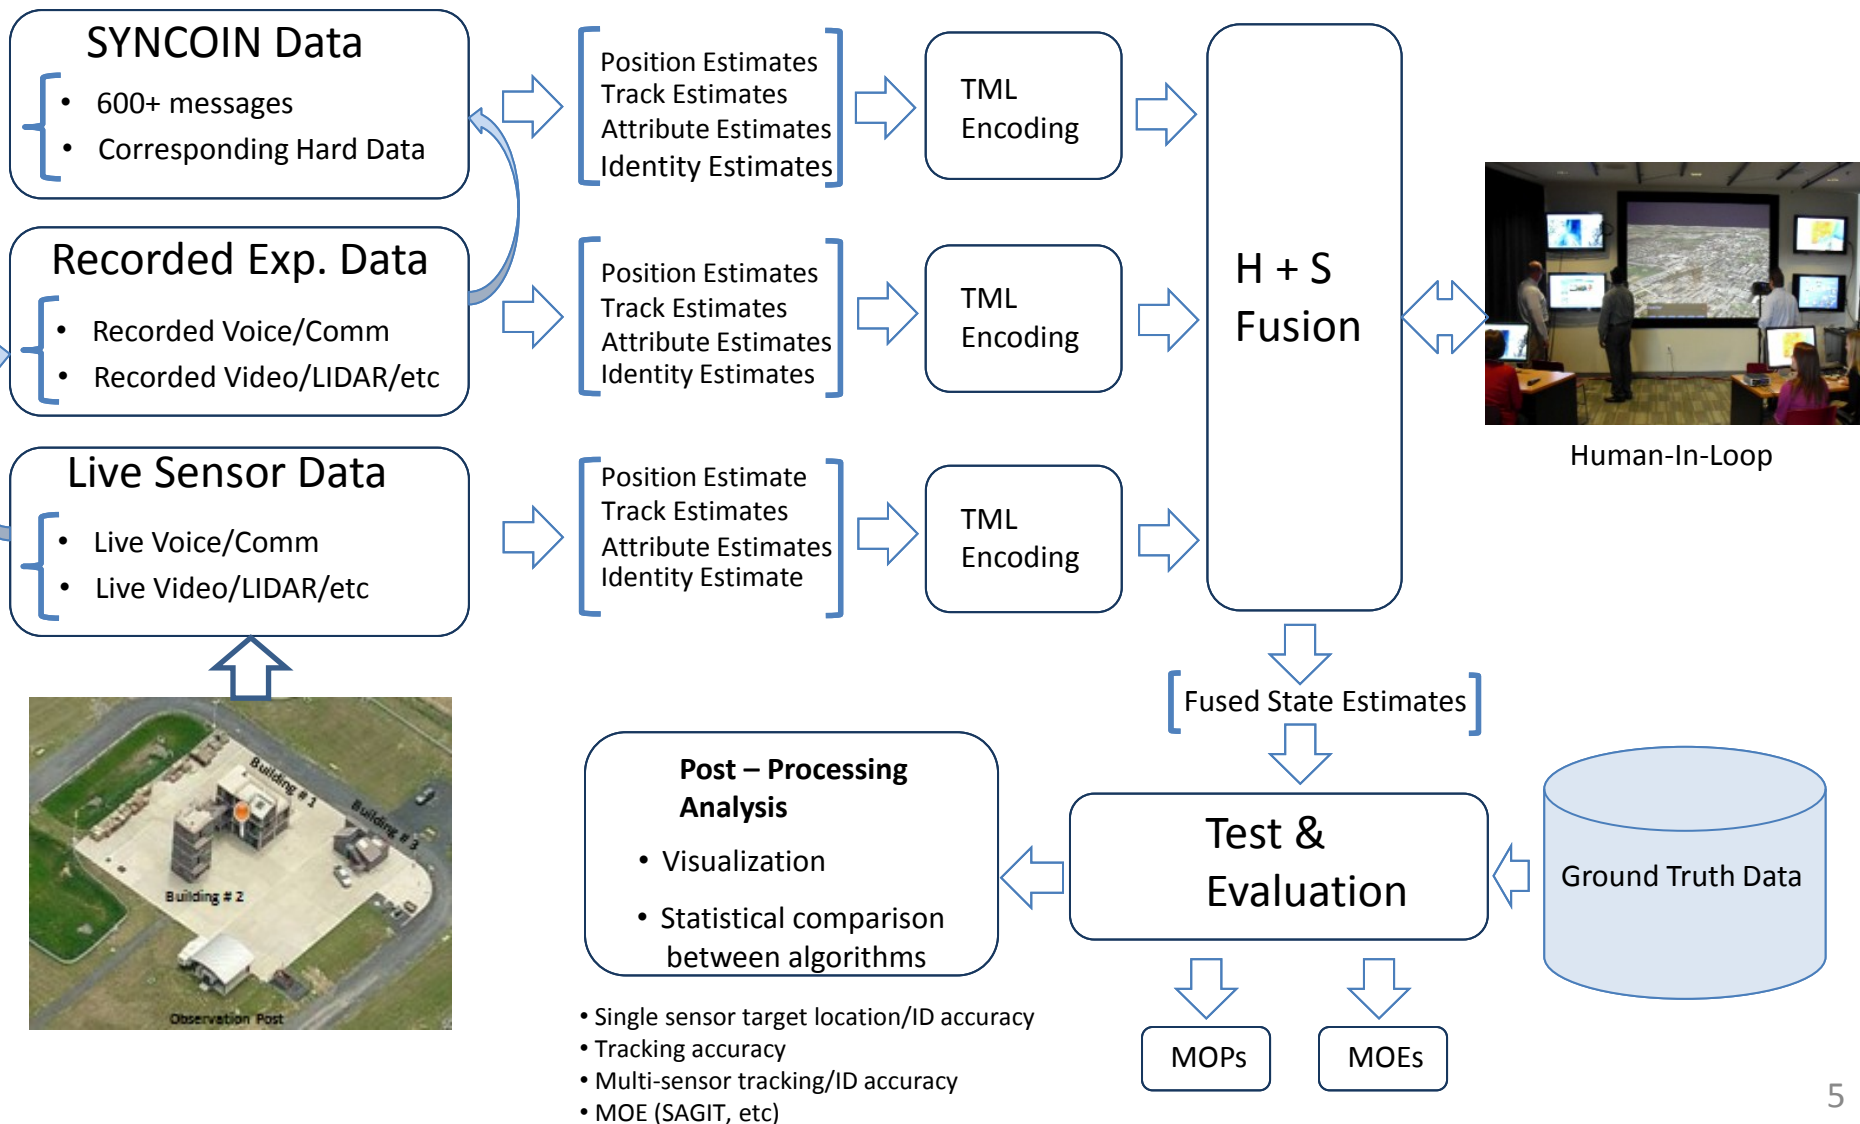 SYNCOIN Data
• 600+ messages
• Corresponding Hard Data
Position Estimates
Track Estimates
Attribute Estimates
Identity Estimates
TML
Encoding
Recorded Exp. Data
• Recorded Voice/Comm
• Recorded Video/LIDAR/etc
Position Estimates
Track Estimates
Attribute Estimates
Identity Estimates
TML
Encoding
Live Sensor Data
• Live Voice/Comm
• Live Video/LIDAR/etc
Position Estimate
Track Estimates
Attribute Estimates
Identity Estimate
TML
Encoding
H + S
Fusion
Human-In-Loop
Fused State Estimates
Building # 1
Building # 3
Building # 2
Observation Post
Post – Processing
Analysis
• Visualization
• Statistical comparison
between algorithms
• Single sensor target location/ID accuracy
• Tracking accuracy
• Multi-sensor tracking/ID accuracy
• MOE (SAGIT, etc)
Test &
Evaluation
Ground Truth Data
MOPs
MOEs
5